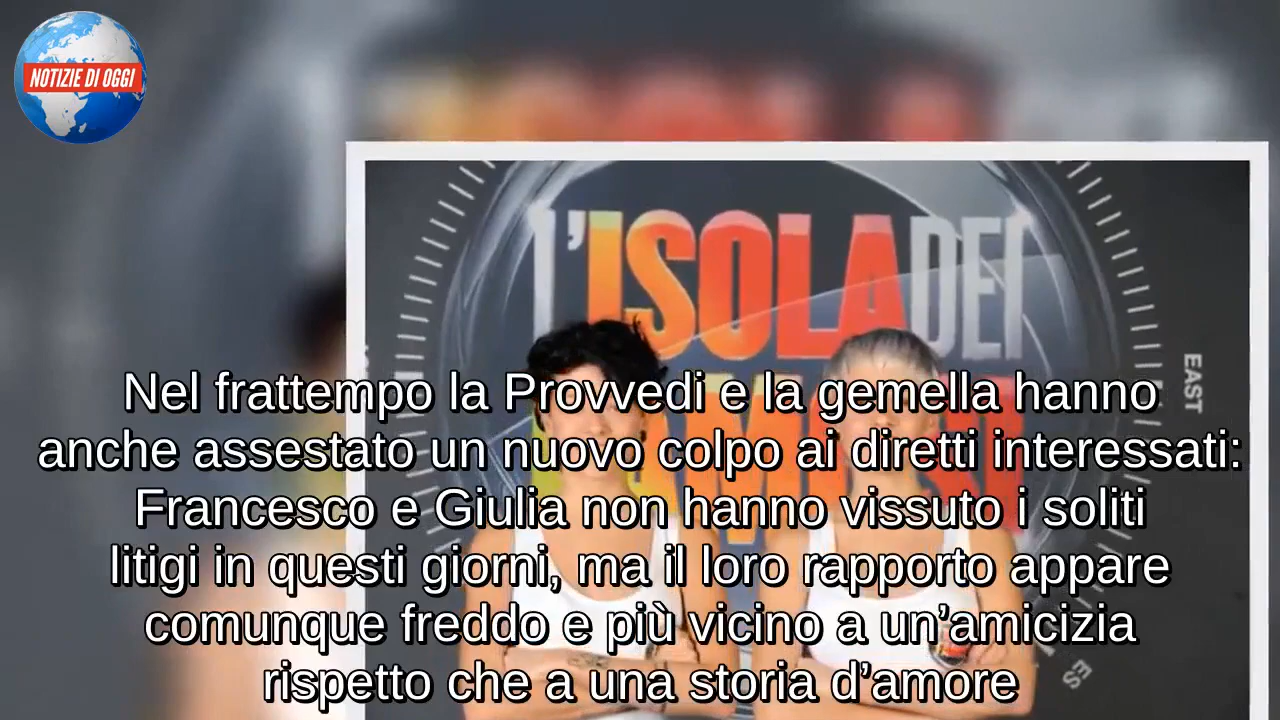 NOTIZIE DI OGGI
L'ISOLA DEI
EAST
Nel frattempo la Provvedi e la gemella hanno
anche assestato un nuovo colpo ai diretti interessati:
Francesco e Giulia non hanno vissuto i soliti
litigi in questi giorni, ma il loro rapporto appare
comunque freddo e più vicino a un’amicizia
rispetto che a una storia d’amore